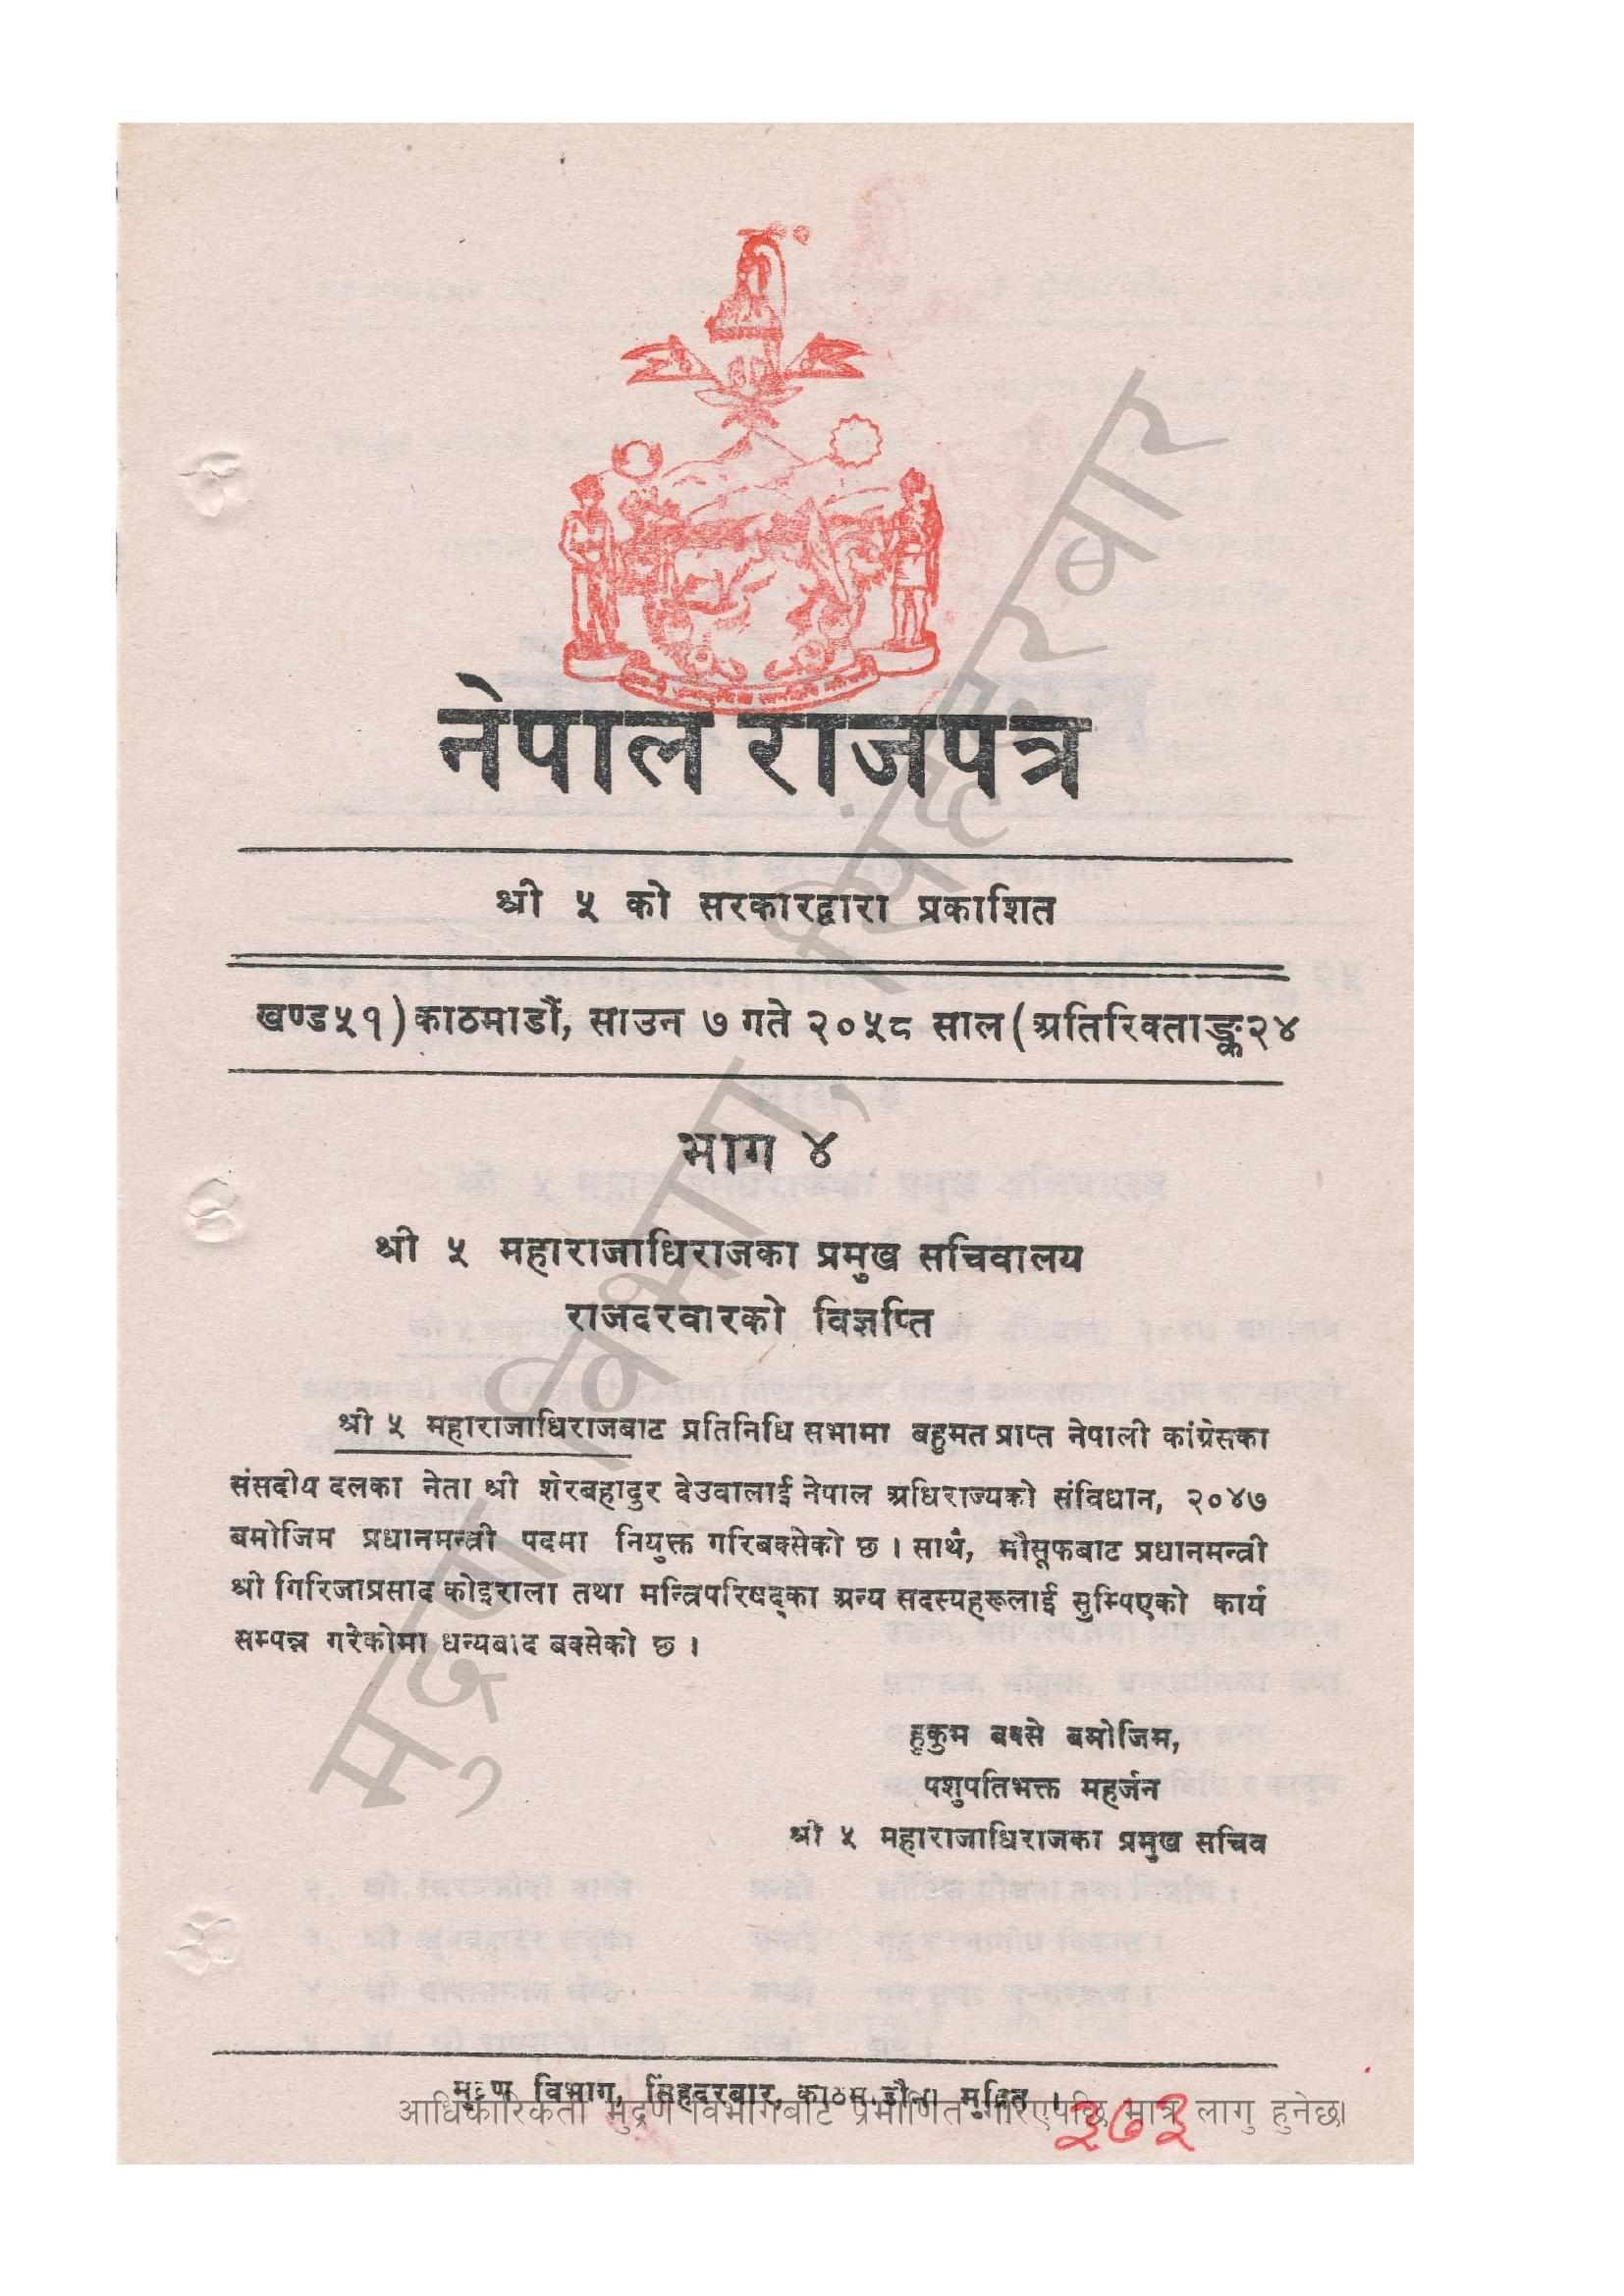 नेपाल राजपत्र
श्री ५ को सरकारद्वारा प्रकाशित
खण्ड ५१) काठमाडौं, साउन ७ गते २०५८ साल (अतिरिक्ताङ्क २४
भाग ४
श्री ५ महाराजाधिराजका प्रमुख सचिवालय
राजदरवारको विज्ञप्ति
श्री ५ महाराजाधिराजबाट प्रतिनिधि सभामा बहुमत प्राप्त नेपाली कांग्रेसका
संसदीय दलका नेता श्री शेरबहादुर देउवालाई नेपाल अधिराज्यको संविधान, २०४७
बमोजिम प्रधानमन्त्री पदमा नियुक्त गरिबक्सेको छ । साथै, मौसूफबाट प्रधानमन्त्री
श्री गिरिजाप्रसाद कोइराला तथा मन्त्रिपरिषद्का अन्य सदस्यहरूलाई सुम्पिएको कार्य
सम्पन्न गरेकोमा धन्यबाद बक्सेको छ ।
हुकुम बक्से बमोजिम,
पशुपतिभक्त महर्जन
श्री ५ महाराजाधिराजका प्रमुख सचिव
मुद्रण विभाग, सिंहदरबार, काठमाडौंमा मुद्रित ।
आधिकारिकता मुद्रण विभागबाट प्रमाणित गरिएपछि मात्र लागु हुनेछ।
३७३
मुद्रण विभाग, सिंहदरबार